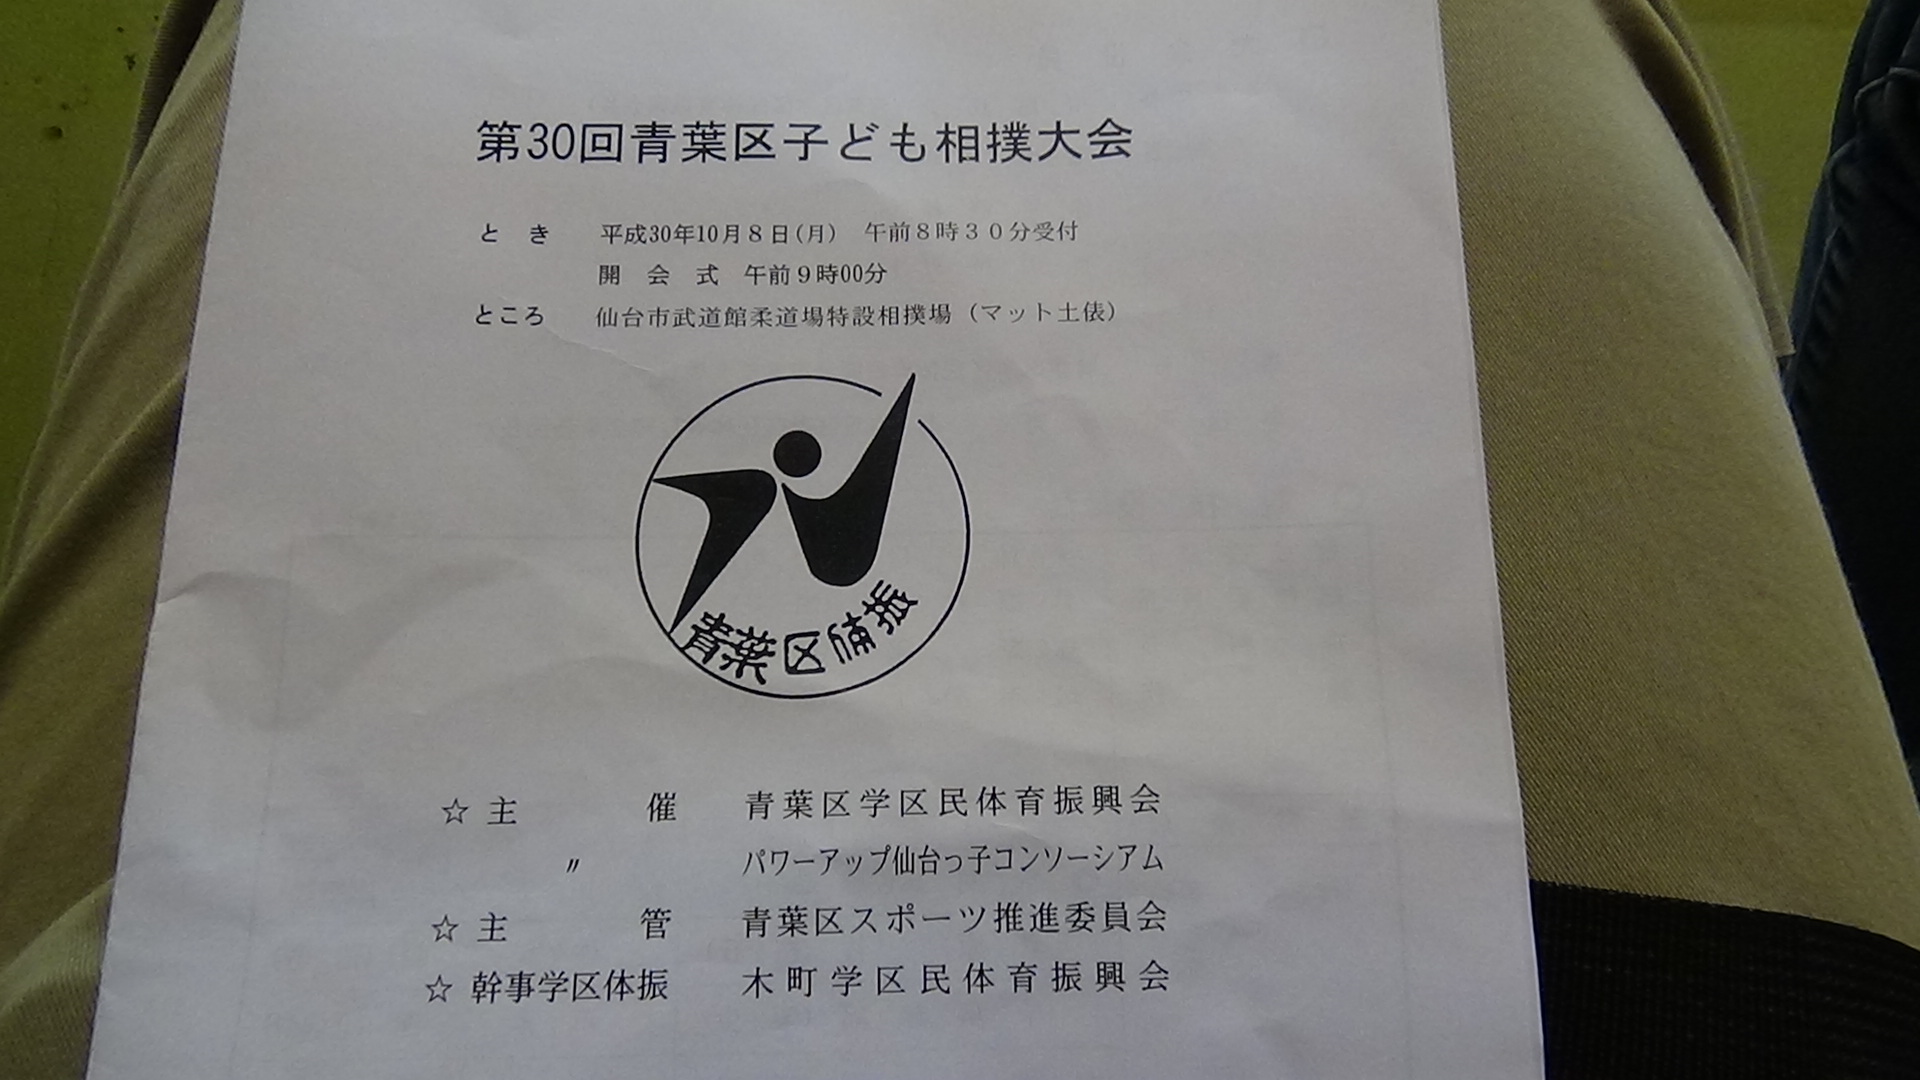 第30回青葉区子ども相撲大会
とき 平成30年10月8日(月) 午前8時30分受付
開会式 午前9時00分
ところ 仙台市武道館柔道場特設相撲場（マット土俵）
青葉区体振
☆主催 青葉区学区民体育振興会
〃 パワーアップ仙台っ子コンソーシアム
☆主管 青葉区スポーツ推進委員会
☆幹事学区体振 木町学区民体育振興会